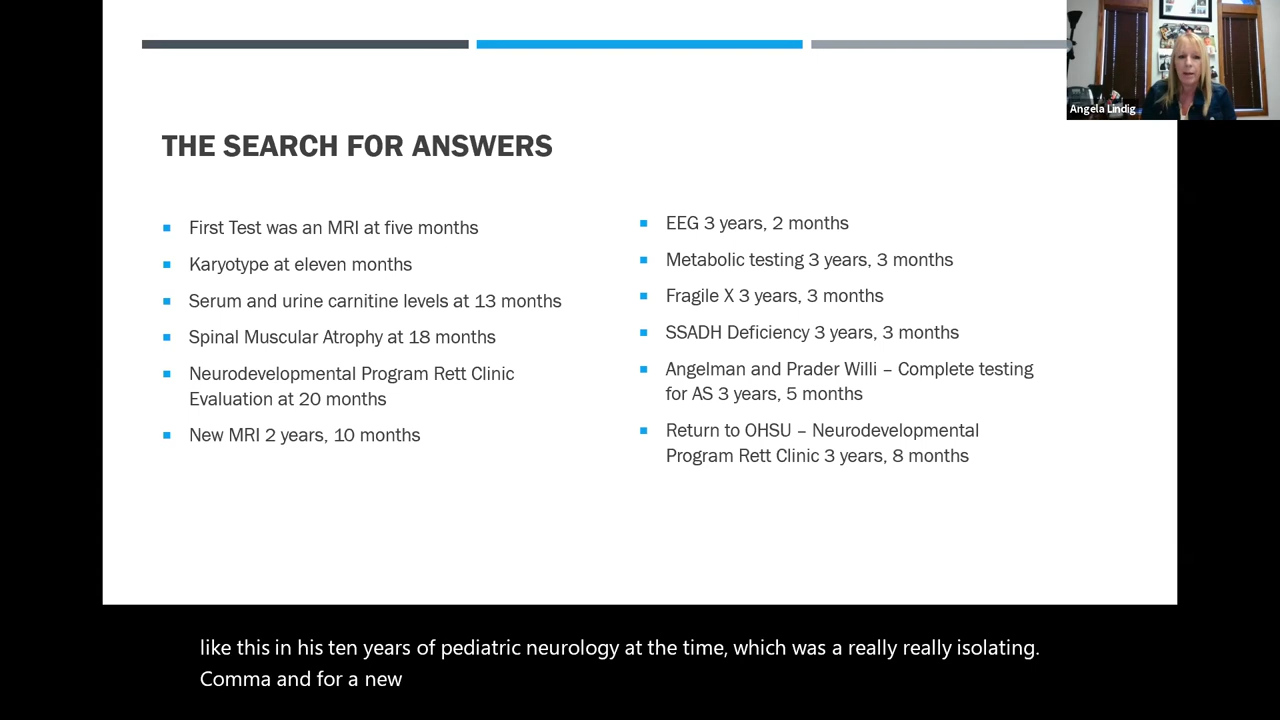 Angela Lindig
THE SEARCH FOR ANSWERS
First Test was an MRI at five months
Karyotype at eleven months
Serum and urine carnitine levels at 13 months
Spinal Muscular Atrophy at 18 months
Neurodevelopmental Program Rett Clinic
Evaluation at 20 months
New MRI 2 years, 10 months
EEG 3 years, 2 months
Metabolic testing 3 years, 3 months
Fragile X 3 years, 3 months
SSADH Deficiency 3 years, 3 months
Angelman and Prader Willi – Complete testing
for AS 3 years, 5 months
Return to OHSU – Neurodevelopmental
Program Rett Clinic 3 years, 8 months
like this in his ten years of pediatric neurology at the time, which was a really really isolating.
Comma and for a new